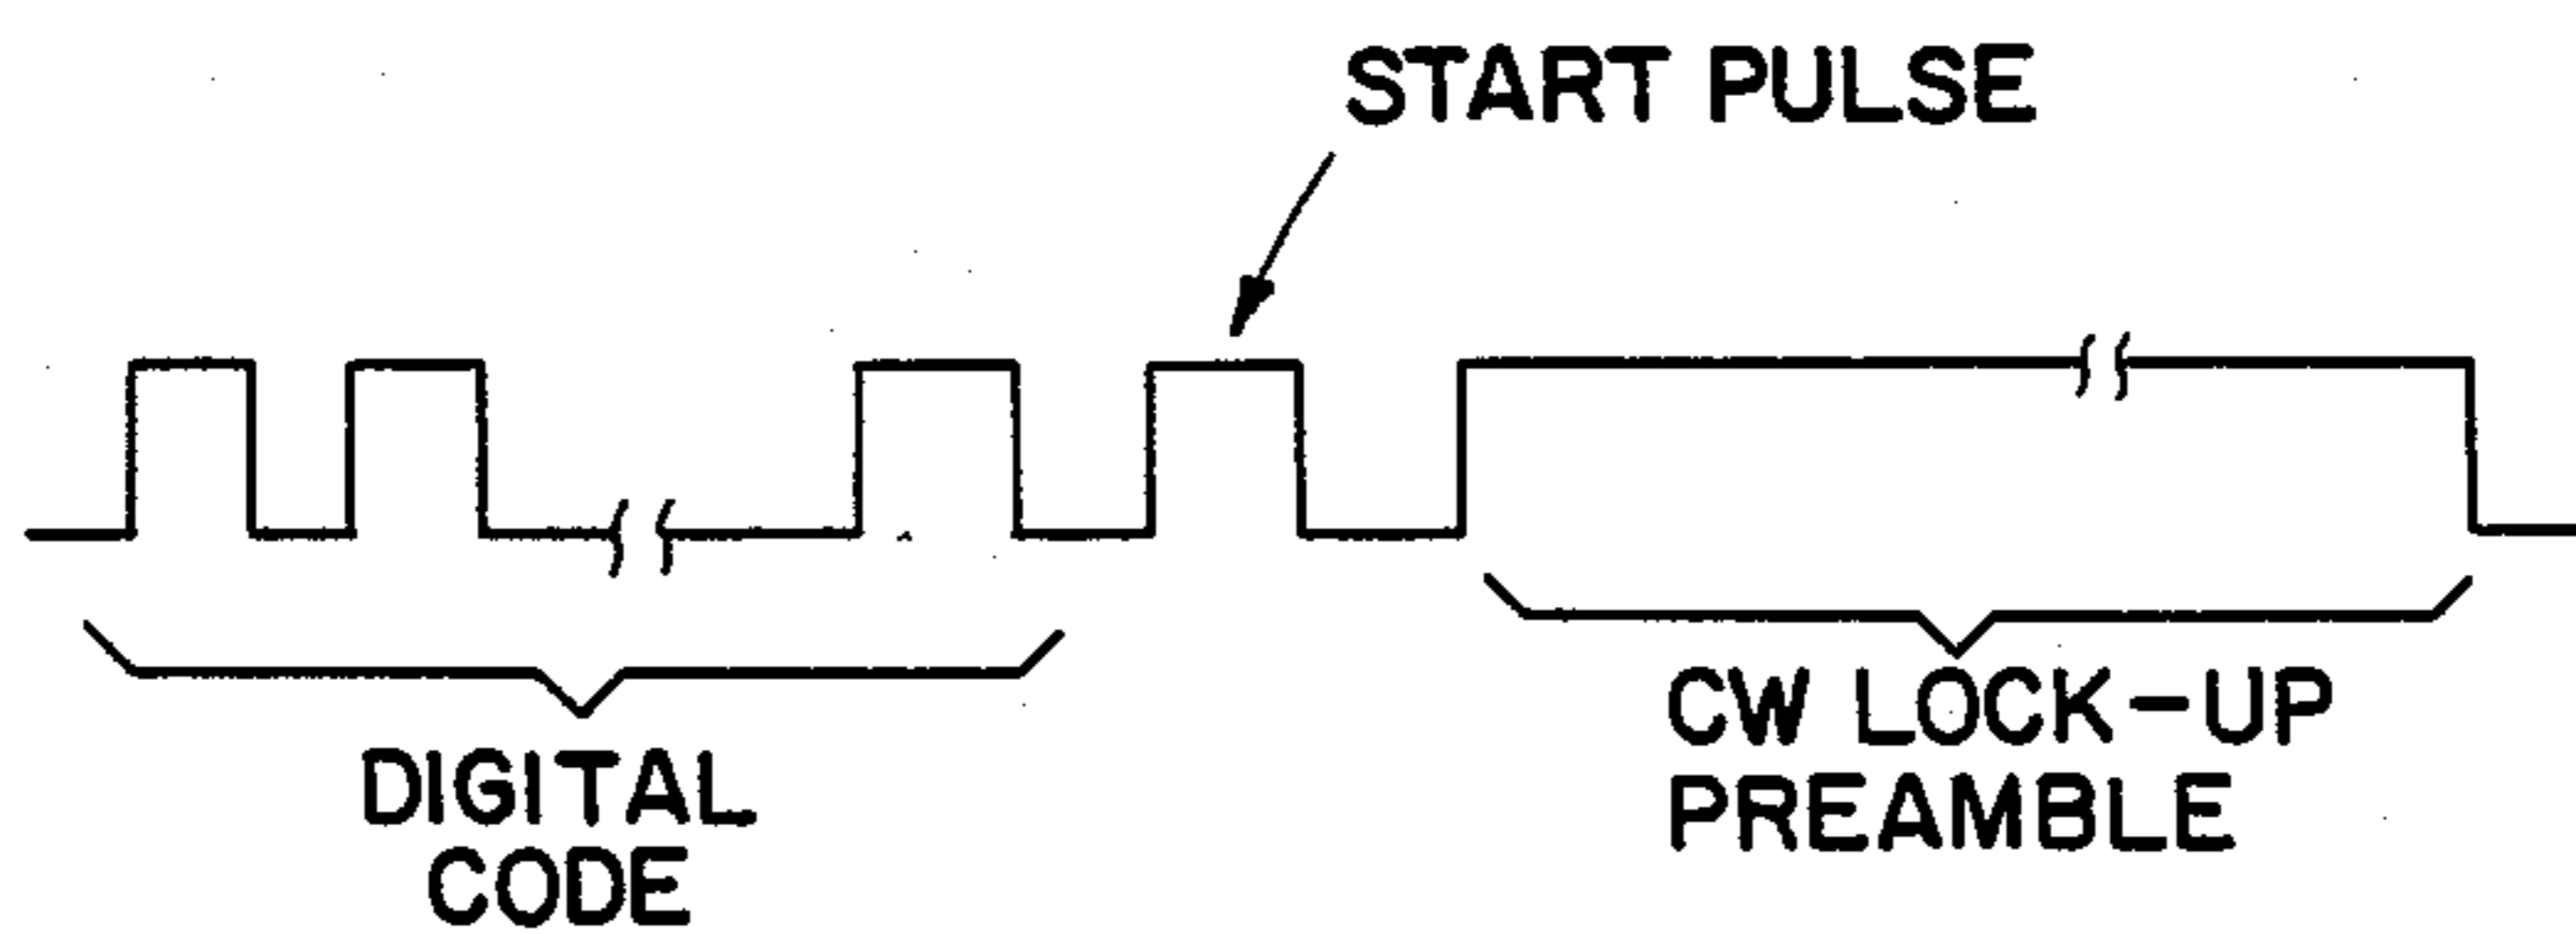 START PULSE
DIGITAL
CODE
CW LOCK-UP
PREAMBLE